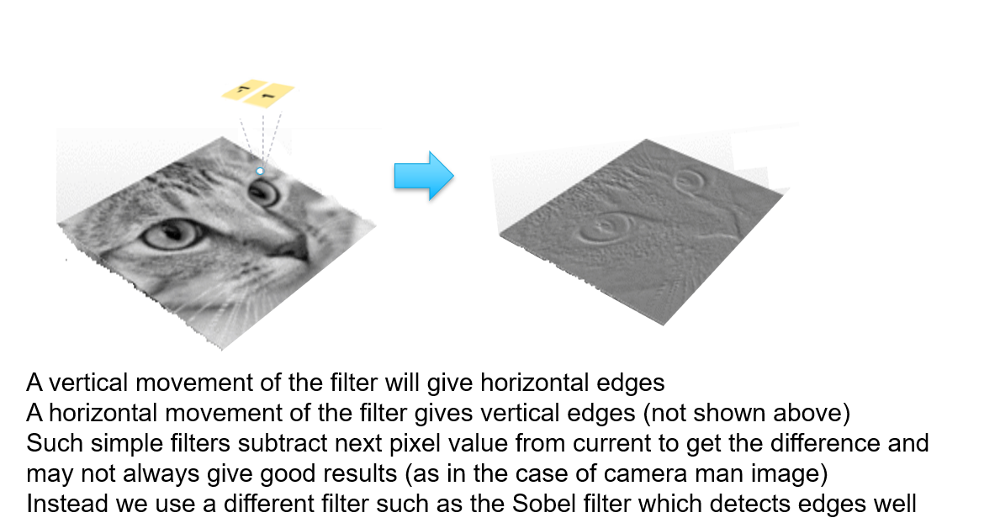 -1 1
A vertical movement of the filter will give horizontal edges
A horizontal movement of the filter gives vertical edges (not shown above)
Such simple filters subtract next pixel value from current to get the difference and
may not always give good results (as in the case of camera man image)
Instead we use a different filter such as the Sobel filter which detects edges well